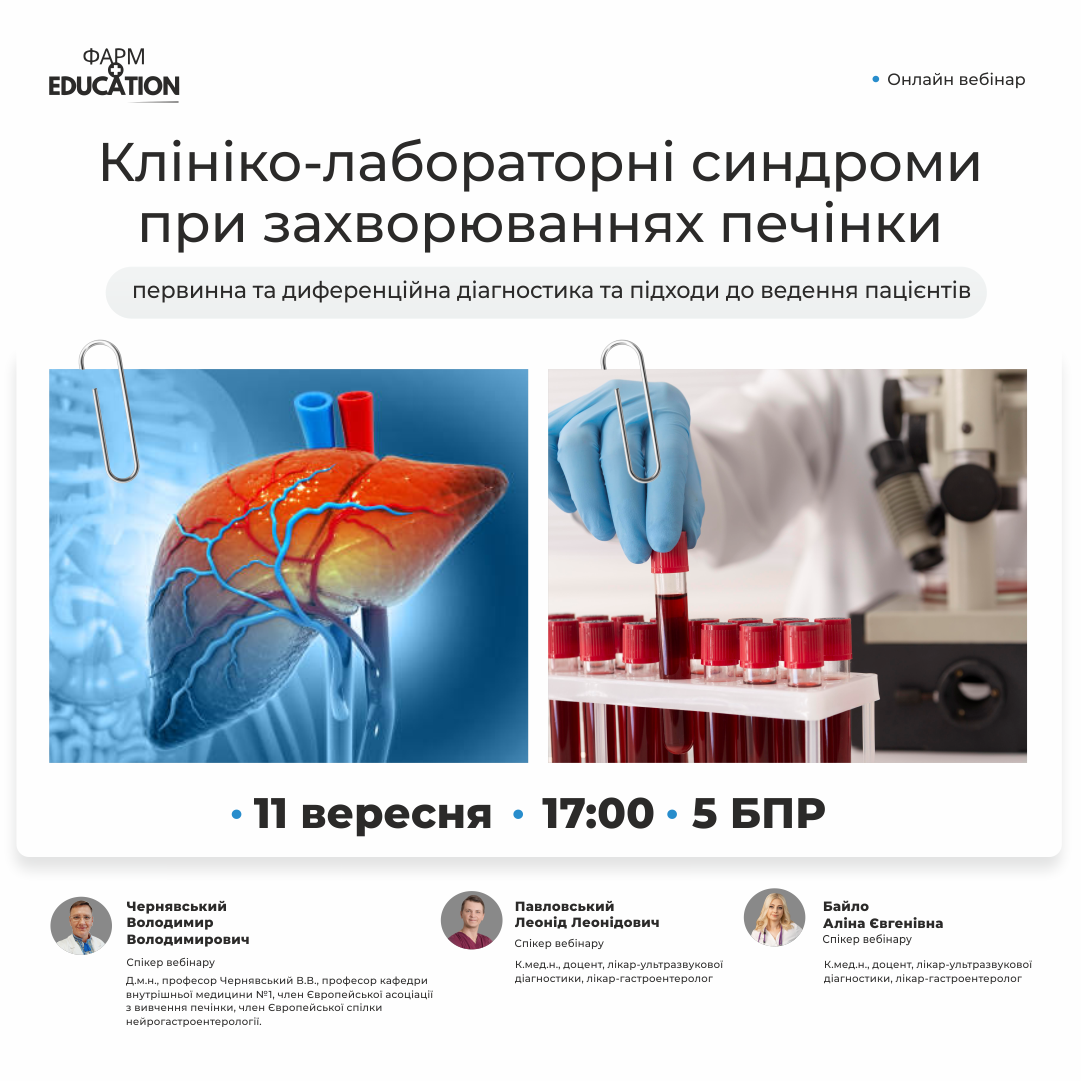 ФАРМ
EDUCATION
Онлайн вебінар
Клініко-лабораторні синдроми
при захворюваннях печінки
первинна та диференційна діагностика та підходи до ведення пацієнтів
11 вересня • 17:00 • 5 БПР
Чернявський
Володимир
Володимирович
Спікер вебінару
Д.м.н., професор Чернявський В.В., професор кафедри
внутрішньої медицини №1, член Європейської асоціації
з вивчення печінки, член Європейської спілки
нейрогастроентерології.
Павловський
Леонід Леонідович
Спікер вебінару
К.мед.н., доцент, лікар-ультразвукової
діагностики, лікар-гастроентеролог
Байло
Аліна Євгенівна
Спікер вебінару
К.мед.н., доцент, лікар-ультразвукової
діагностики, лікар-гастроентеролог